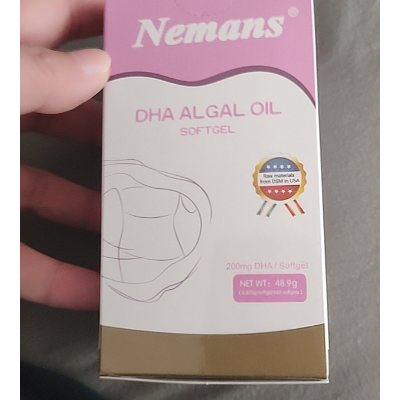 Nemans®
DHA ALGAL OIL
SOFTGEL
Raw materials
from DSM in USA
200mg DHA / Softgel
NET WT: 48.9g